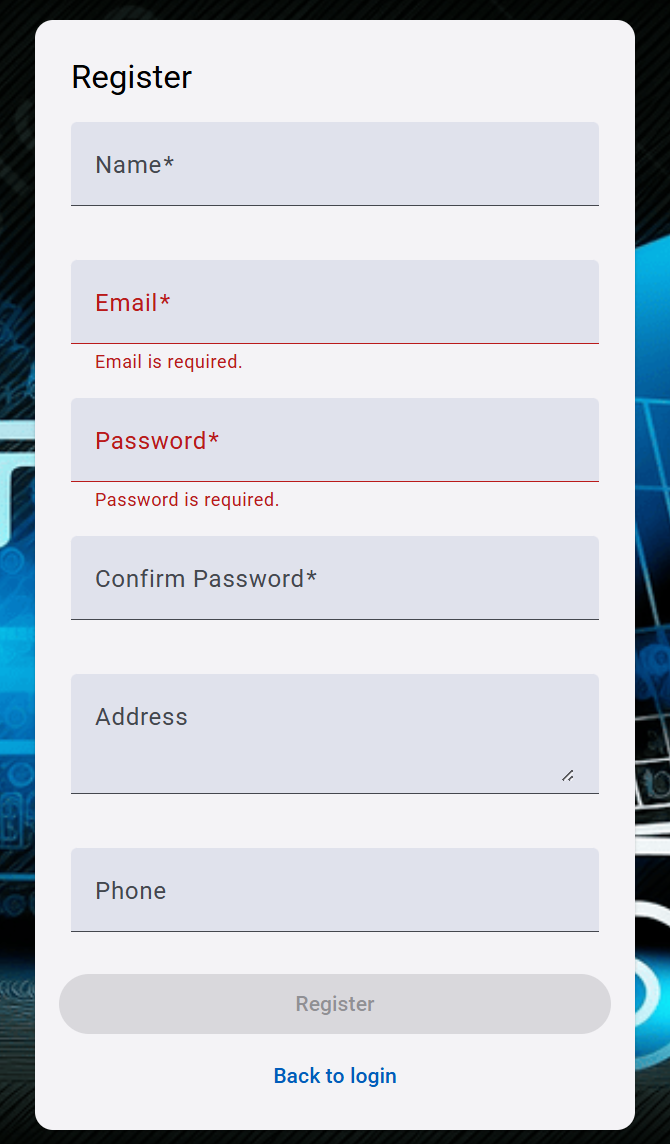 Register
Name*
Email*
Email is required.
Password*
Password is required.
Confirm Password*
Address
Phone
Register
Back to login